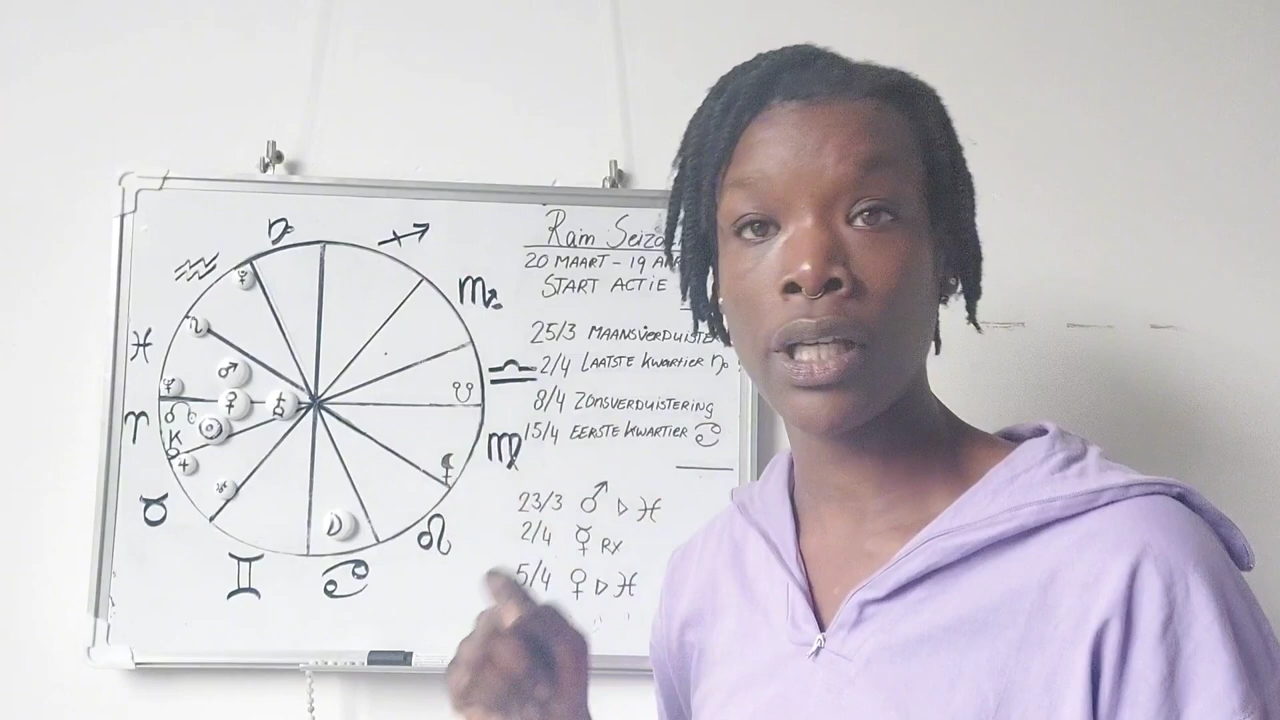 Ram Seizo
20 MAART - 19 AP
START ACTIE
25/3 MAANSVERDUISTE
2/4 LAATSTE KWARTIER ♑
8/4 ZONSVERDUISTERING
15/4 EERSTE KWARTIER ♋
23/3 ♂ ▷ ♓
2/4 ☿ RX
5/4 ♀ ▷ ♓
♑ ♐
♒ ♏
♓ ♎
♈ ♍
♉ ♌
♊ ♋